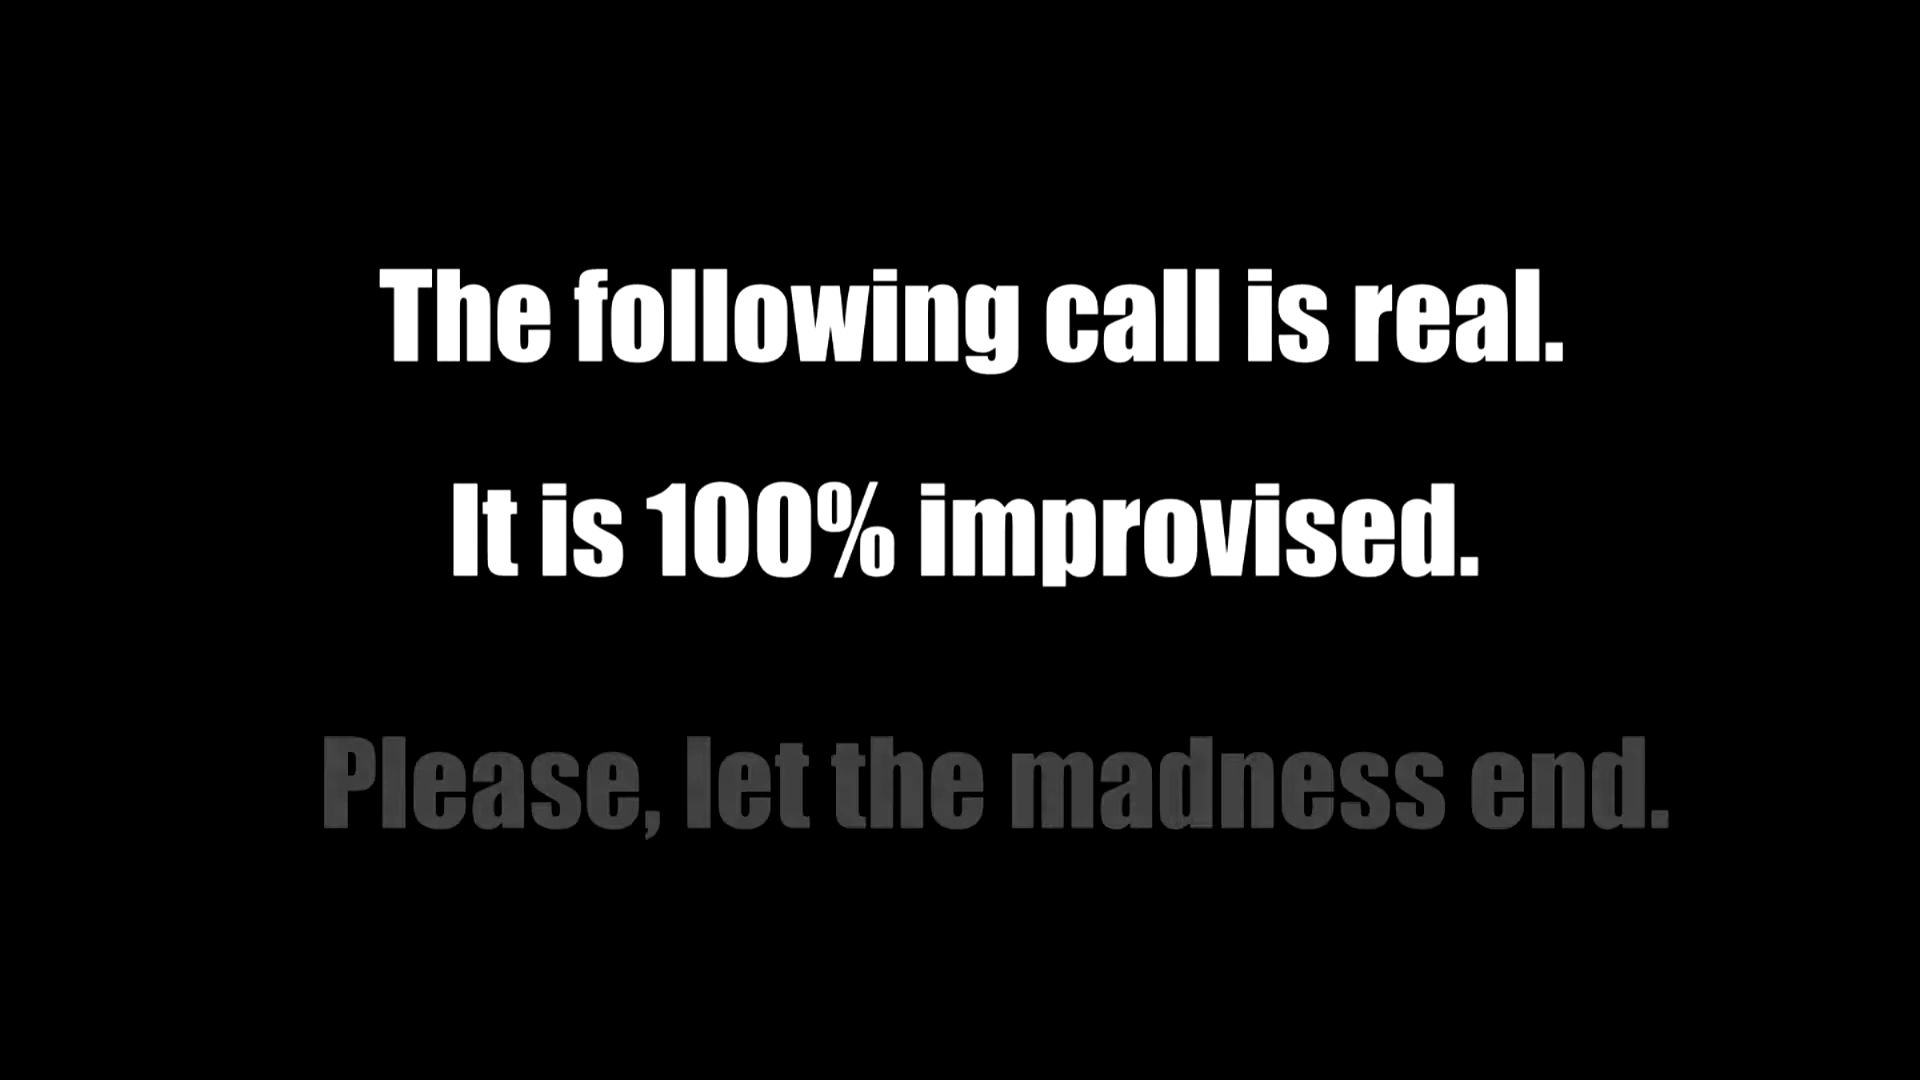 The following call is real.
It is 100% improvised.
Please, let the madness end.